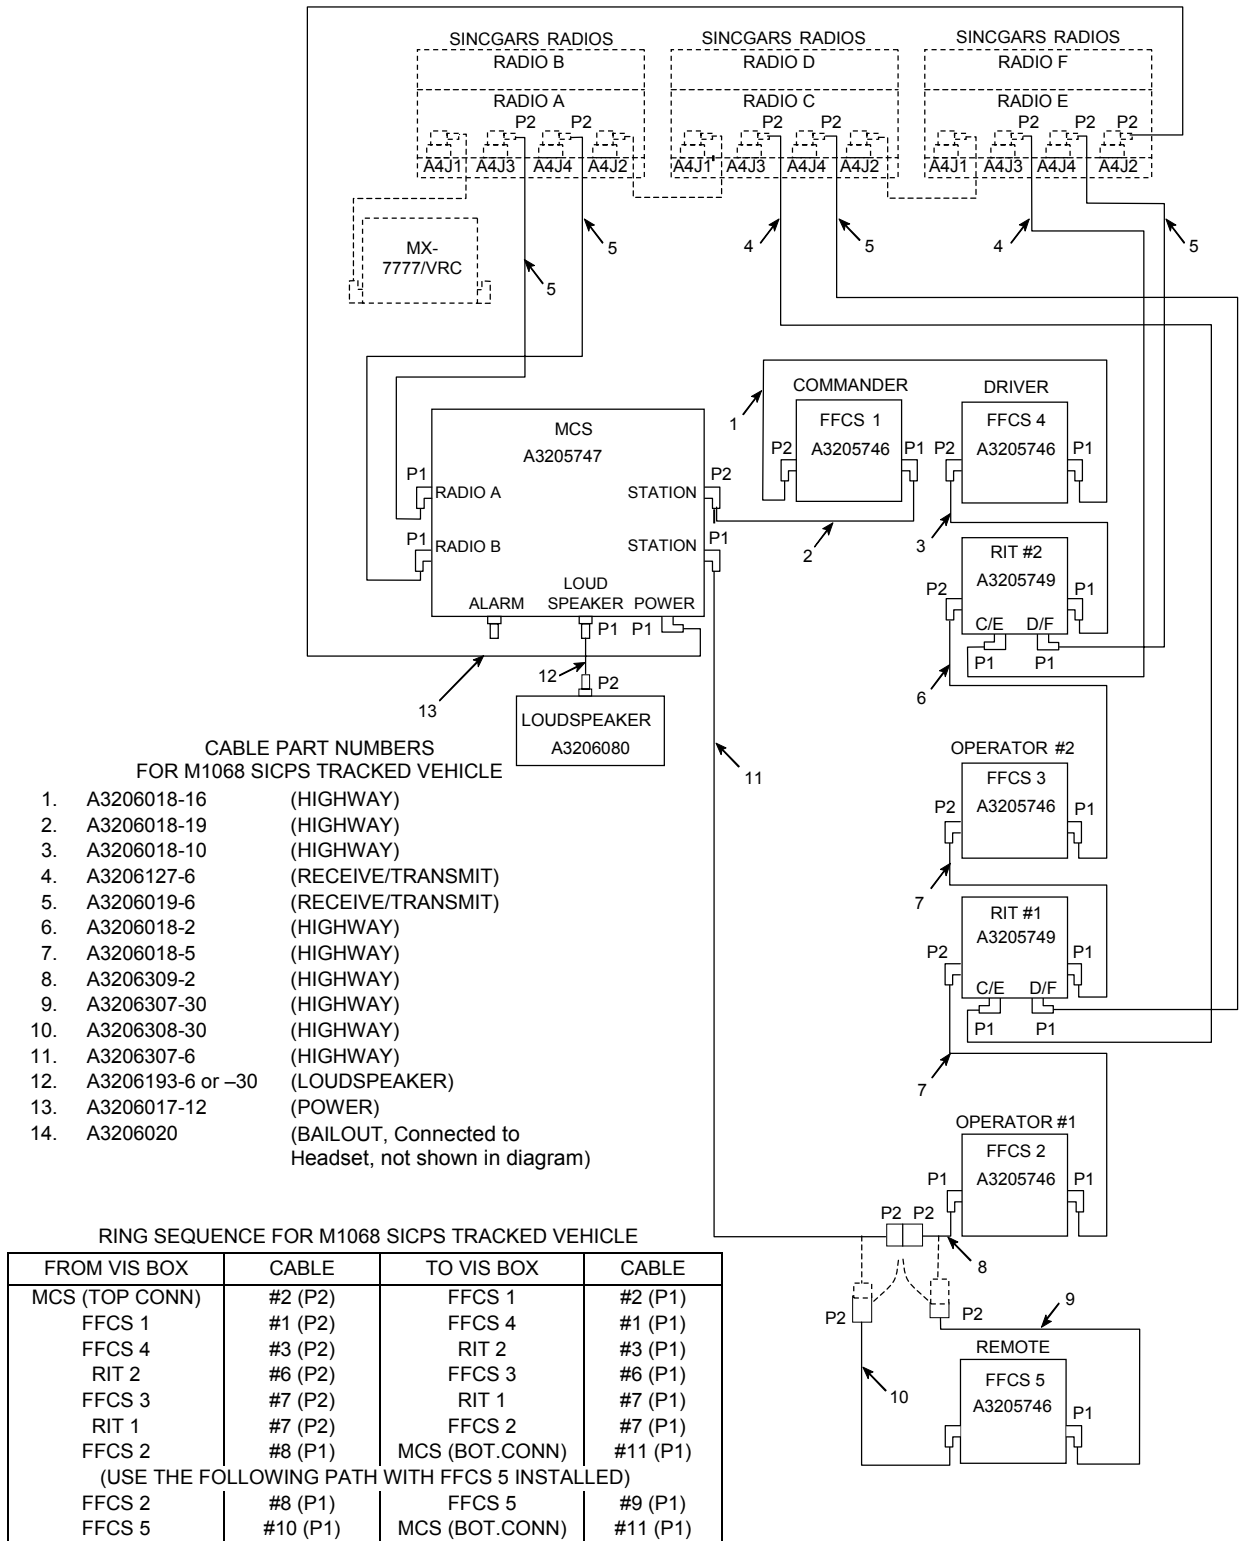 SINCGARS RADIOS
SINCGARS RADIOS
SINCGARS RADIOS
RADIO B
RADIO D
RADIO F
RADIO A
RADIO C
RADIO E
P2
P2
P2
P2
P2
P2
P2
A4J1
A4J3
A4J4
A4J2
A4J1
A4J3
A4J4
A4J2
A4J1
A4J3
A4J4
A4J2
MX-
7777/VRC
5
5
4
5
4
5
COMMANDER
DRIVER
FFCS 1
FFCS 4
1
MCS
A3205747
P2
A3205746
P1
P2
A3205746
P1
P1
RADIO A
STATION
P2
2
3
P1
RADIO B
STATION
P1
RIT #2
A3205749
P2
P1
C/E
D/F
P1
P1
LOUD
ALARM
SPEAKER
POWER
P1
P1
6
12
P2
13
LOUDSPEAKER
A3206080
11
OPERATOR #2
FFCS 3
P2
A3205746
P1
7
RIT #1
A3205749
P2
P1
C/E
D/F
P1
P1
7
CABLE PART NUMBERS
FOR M1068 SICPS TRACKED VEHICLE
1. A3206018-16 (HIGHWAY)
2. A3206018-19 (HIGHWAY)
3. A3206018-10 (HIGHWAY)
4. A3206127-6 (RECEIVE/TRANSMIT)
5. A3206019-6 (RECEIVE/TRANSMIT)
6. A3206018-2 (HIGHWAY)
7. A3206018-5 (HIGHWAY)
8. A3206309-2 (HIGHWAY)
9. A3206307-30 (HIGHWAY)
10. A3206308-30 (HIGHWAY)
11. A3206307-6 (HIGHWAY)
12. A3206193-6 or –30 (LOUDSPEAKER)
13. A3206017-12 (POWER)
14. A3206020 (BAILOUT, Connected to
Headset, not shown in diagram)
OPERATOR #1
FFCS 2
P1
A3205746
P1
P2 P2
8
P2
P2
9
REMOTE
FFCS 5
A3205746
P1
10
RING SEQUENCE FOR M1068 SICPS TRACKED VEHICLE
FROM VIS BOX CABLE TO VIS BOX CABLE
MCS (TOP CONN) #2 (P2) FFCS 1 #2 (P1)
FFCS 1 #1 (P2) FFCS 4 #1 (P1)
FFCS 4 #3 (P2) RIT 2 #3 (P1)
RIT 2 #6 (P2) FFCS 3 #6 (P1)
FFCS 3 #7 (P2) RIT 1 #7 (P1)
RIT 1 #7 (P2) FFCS 2 #7 (P1)
FFCS 2 #8 (P1) MCS (BOT.CONN) #11 (P1)
(USE THE FOLLOWING PATH WITH FFCS 5 INSTALLED)
FFCS 2 #8 (P1) FFCS 5 #9 (P1)
FFCS 5 #10 (P1) MCS (BOT.CONN) #11 (P1)